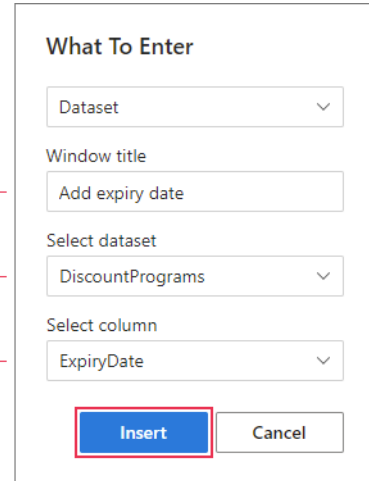 What To Enter
Dataset
Window title
Add expiry date
Select dataset
DiscountPrograms
Select column
ExpiryDate
Insert Cancel